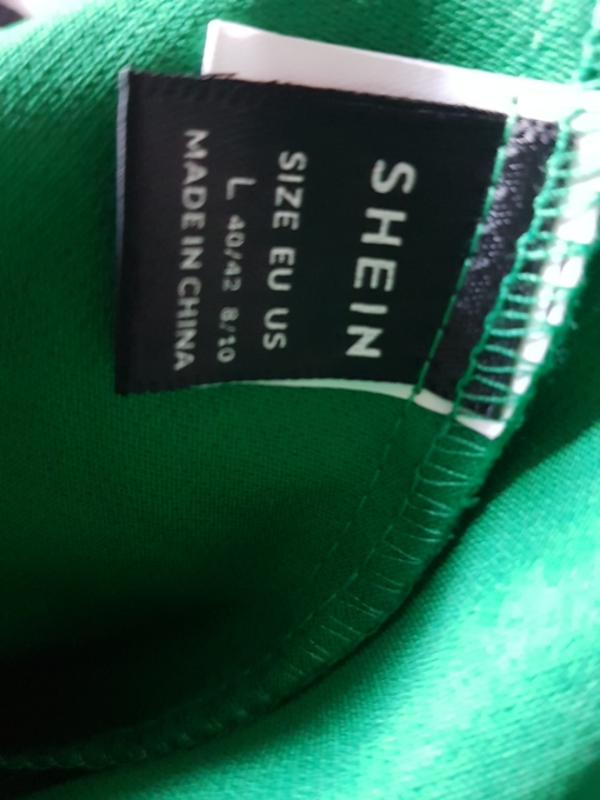 SHEIN
SIZE EU US
L 40/42 8/10
MADE IN CHINA